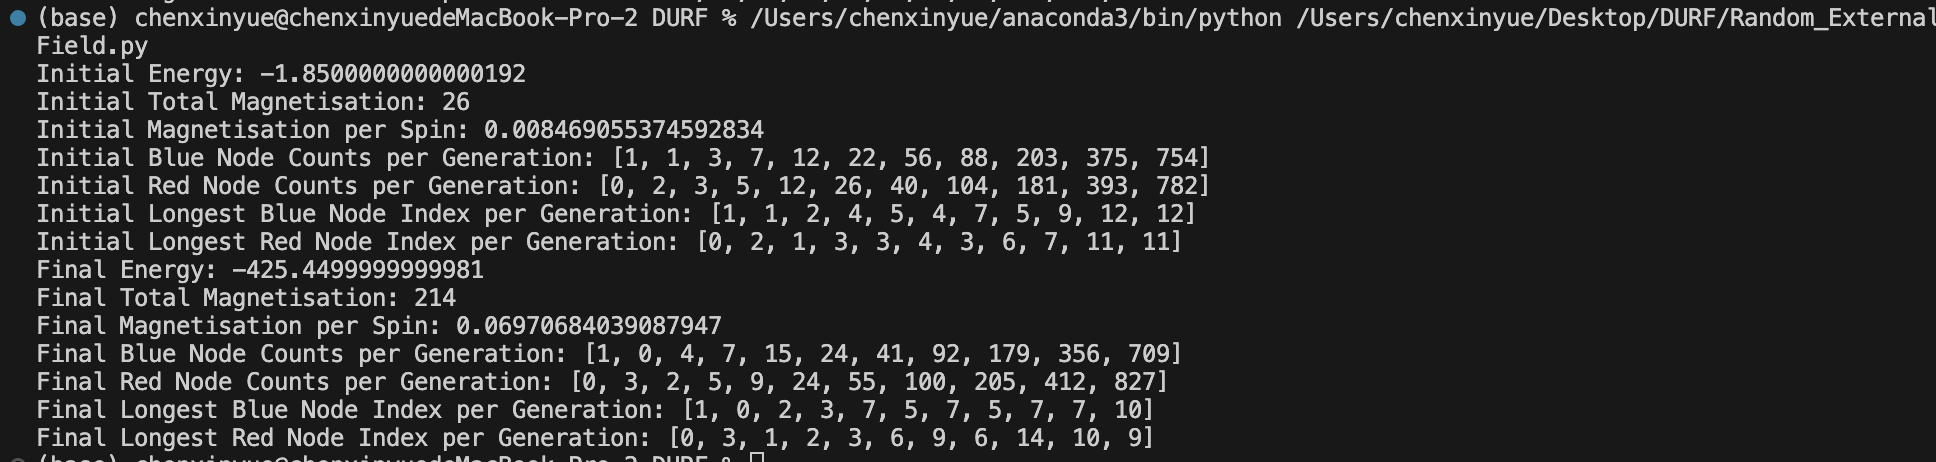 (base) chenxinyue@chenxinyuedeMacBook-Pro-2 DURF % /Users/chenxinyue/anaconda3/bin/python /Users/chenxinyue/Desktop/DURF/Random_External
Field.py
Initial Energy: -1.8500000000000192
Initial Total Magnetisation: 26
Initial Magnetisation per Spin: 0.008469055374592834
Initial Blue Node Counts per Generation: [1, 1, 3, 7, 12, 22, 56, 88, 203, 375, 754]
Initial Red Node Counts per Generation: [0, 2, 3, 5, 12, 26, 40, 104, 181, 393, 782]
Initial Longest Blue Node Index per Generation: [1, 1, 2, 4, 5, 4, 7, 5, 9, 12, 12]
Initial Longest Red Node Index per Generation: [0, 2, 1, 3, 3, 4, 3, 6, 7, 11, 11]
Final Energy: -425.4499999999981
Final Total Magnetisation: 214
Final Magnetisation per Spin: 0.06970684039087947
Final Blue Node Counts per Generation: [1, 0, 4, 7, 15, 24, 41, 92, 179, 356, 709]
Final Red Node Counts per Generation: [0, 3, 2, 5, 9, 24, 55, 100, 205, 412, 827]
Final Longest Blue Node Index per Generation: [1, 0, 2, 3, 7, 5, 7, 5, 7, 7, 10]
Final Longest Red Node Index per Generation: [0, 3, 1, 2, 3, 6, 9, 6, 14, 10, 9]
(base) chenxinyue@chenxinyuedeMacBook-Pro-2 DURF %